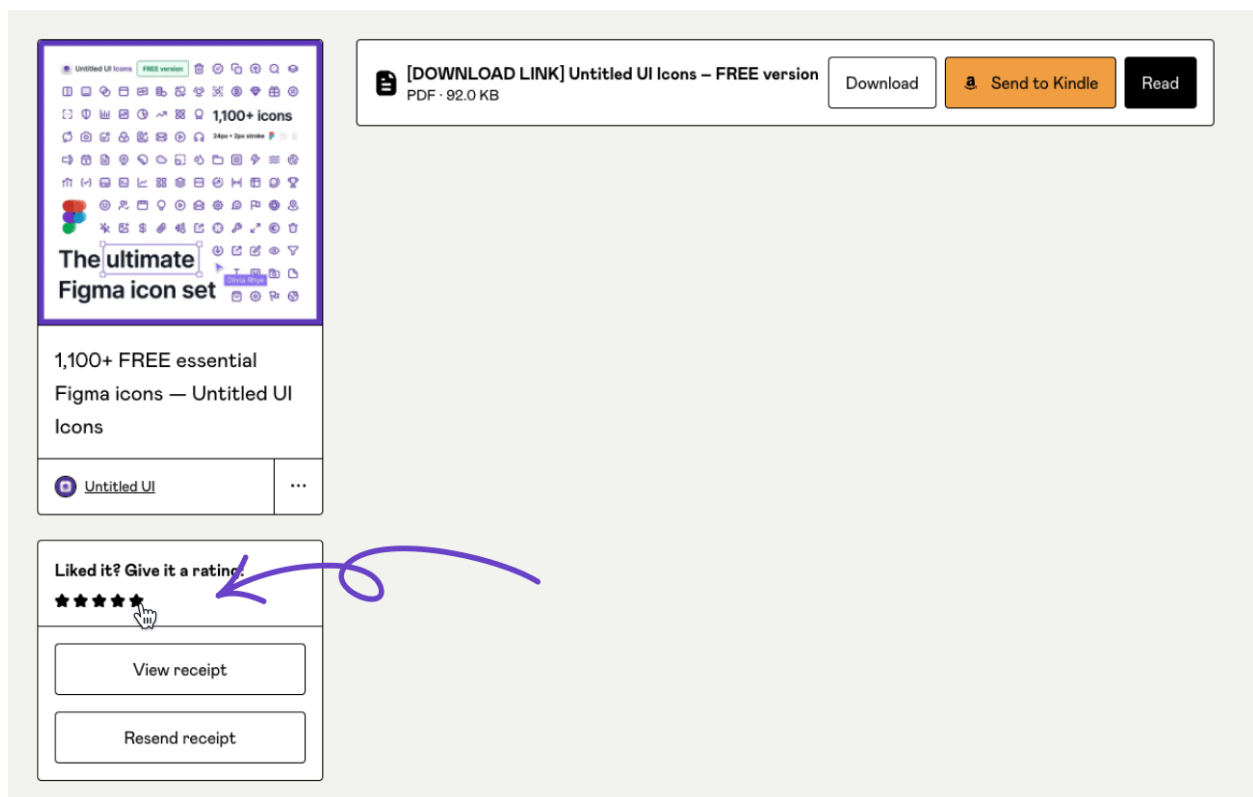 Untitled UI Icons FREE version
1,100+ icons
24px • 2px stroke
The ultimate
Figma icon set
Olivia Rhye
1,100+ FREE essential
Figma icons — Untitled UI
Icons
Untitled UI
...
Liked it? Give it a rating:
View receipt
Resend receipt
[DOWNLOAD LINK] Untitled UI Icons – FREE version
PDF · 92.0 KB
Download
a Send to Kindle
Read